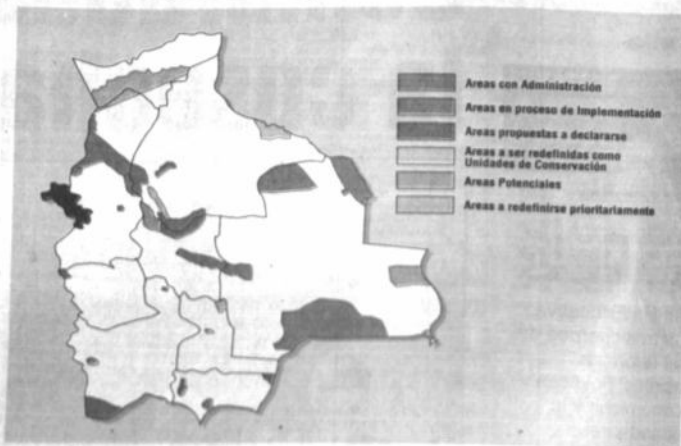 Areas con Administración
Areas en proceso de Implementación
Areas propuestas a declararse
Areas a ser redefinidas como
Unidades de Conservación
Areas Potenciales
Areas a redefinirse prioritariamente